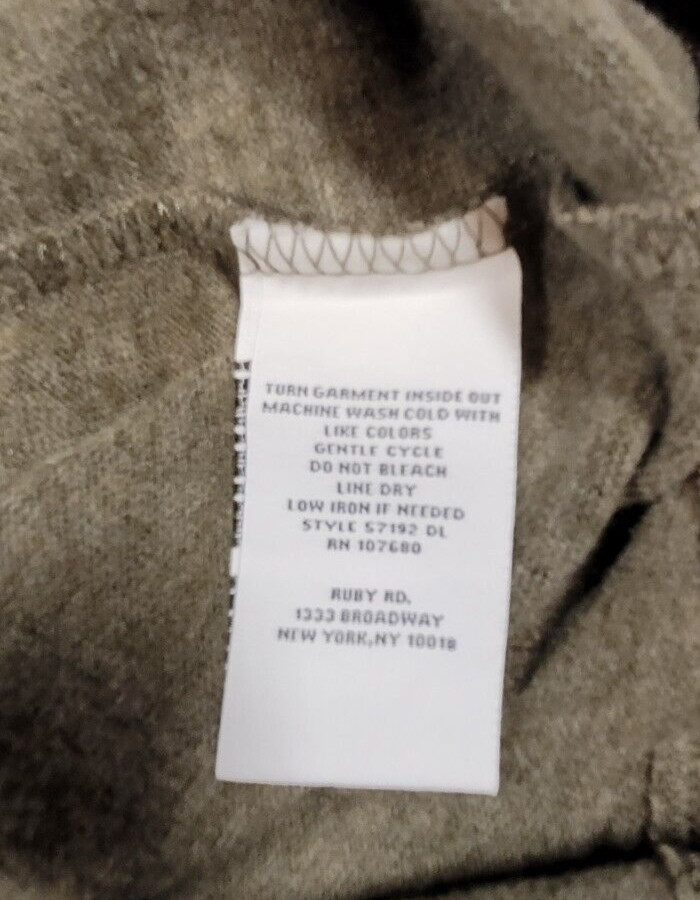 TURN GARMENT INSIDE OUT
MACHINE WASH COLD WITH
LIKE COLORS
GENTLE CYCLE
DO NOT BLEACH
LINE DRY
LOW IRON IF NEEDED
STYLE 57192 DL
RN 107680
RUBY RD.
1333 BROADWAY
NEW YORK,NY 10018